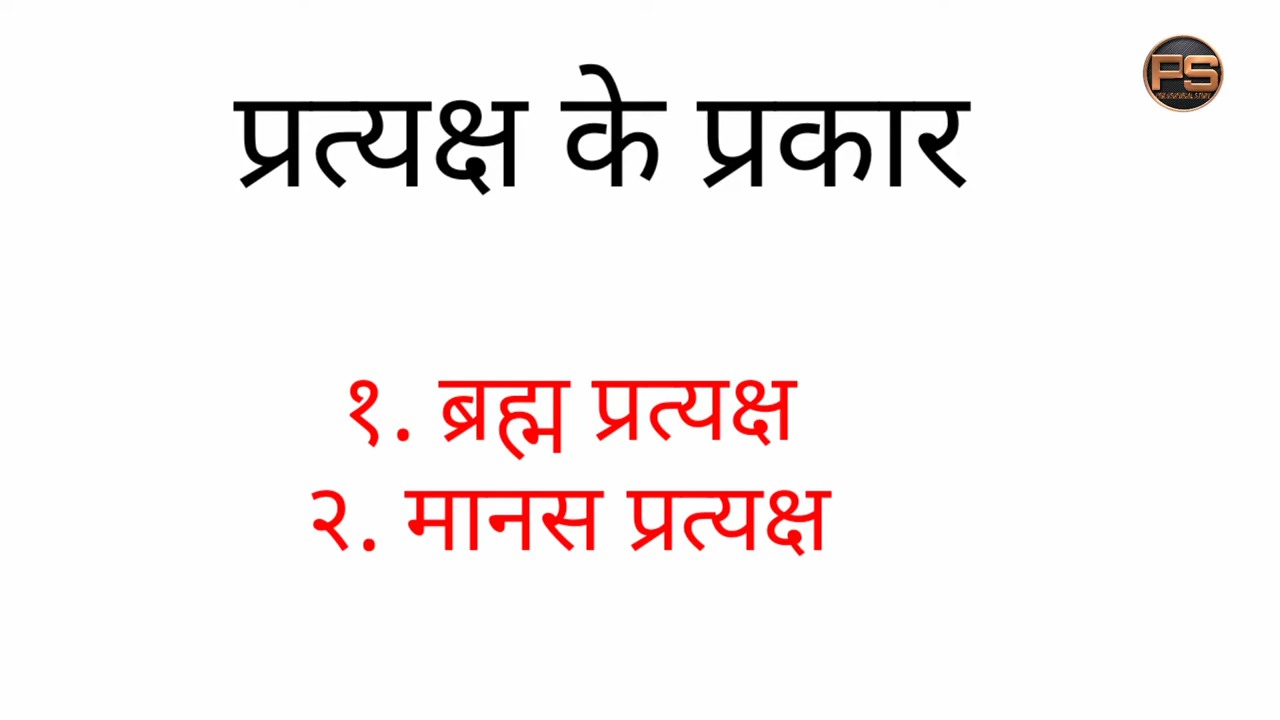 PS
प्रत्यक्ष के प्रकार
१. ब्रह्म प्रत्यक्ष
२. मानस प्रत्यक्ष